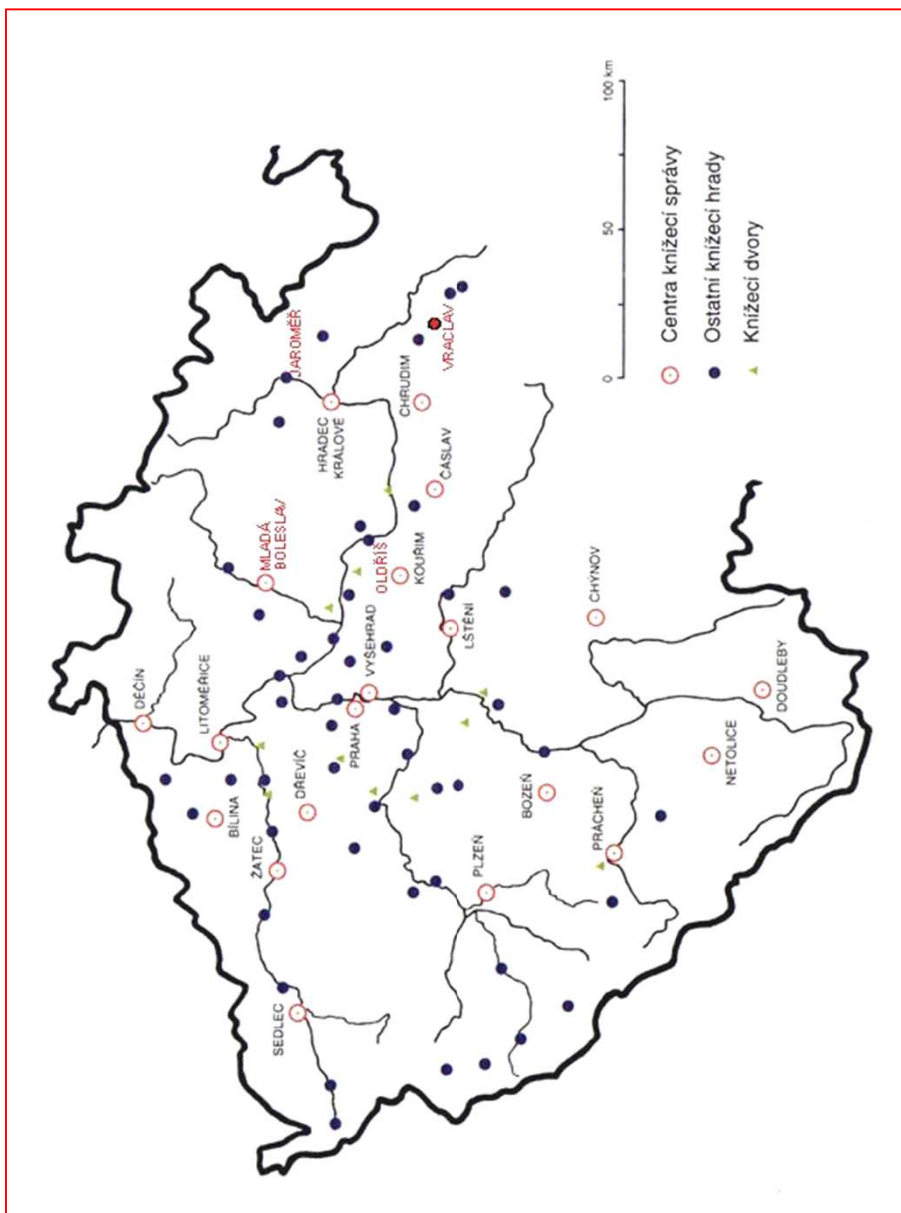 DĚČÍN
LITOMĚŘICE
BÍLINA
ŽATEC
SEDLEC
DŘEVÍČ
PRAHA
VYŠEHRAD
MLADÁ
BOLESLAV
JAROMĚŘ
HRADEC
KRÁLOVÉ
OLDŘÍŠ
KOUŘIM
ČÁSLAV
CHRUDIM
VRACLAV
PLZEŇ
LŠTĚNÍ
BOZEŇ
PRÁCHEŇ
CHÝNOV
NETOLICE
DOUDLEBY
0
50
100 km
Centra knížecí správy
Ostatní knížecí hrady
Knížecí dvory